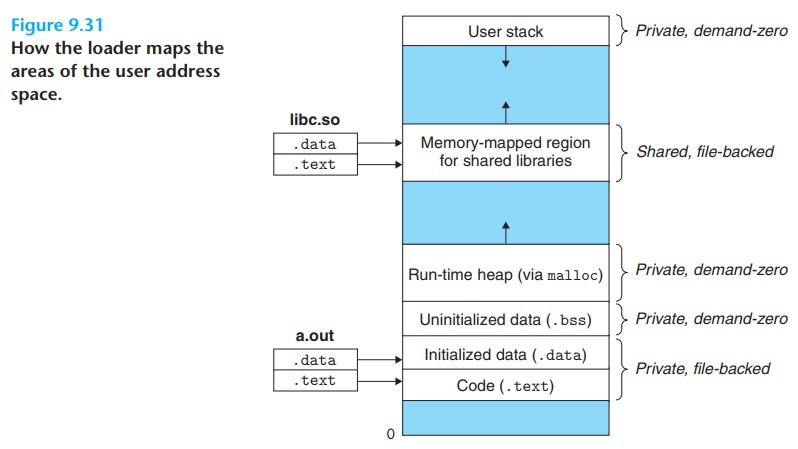 Figure 9.31
How the loader maps the
areas of the user address
space.
User stack
Private, demand-zero
libc.so
.data
.text
Memory-mapped region
for shared libraries
Shared, file-backed
Run-time heap (via malloc)
Private, demand-zero
Uninitialized data (.bss)
Private, demand-zero
a.out
.data
.text
Initialized data (.data)
Code (.text)
Private, file-backed
0